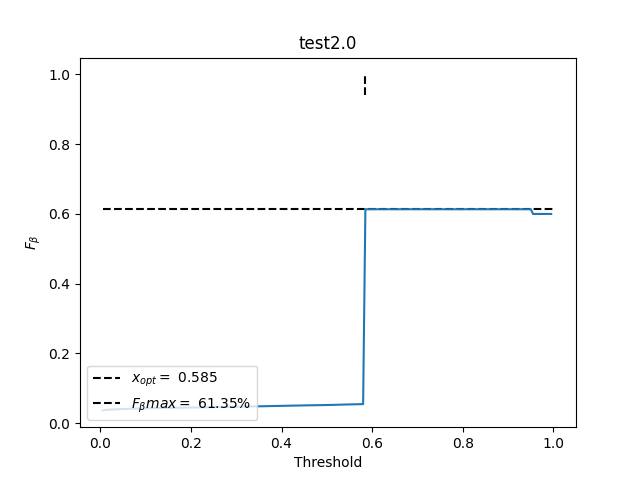 test2.0
1.0
0.8
0.6
0.4
0.2
0.0
F_β
x_opt = 0.585
F_β max = 61.35%
0.0 0.2 0.4 0.6 0.8 1.0
Threshold